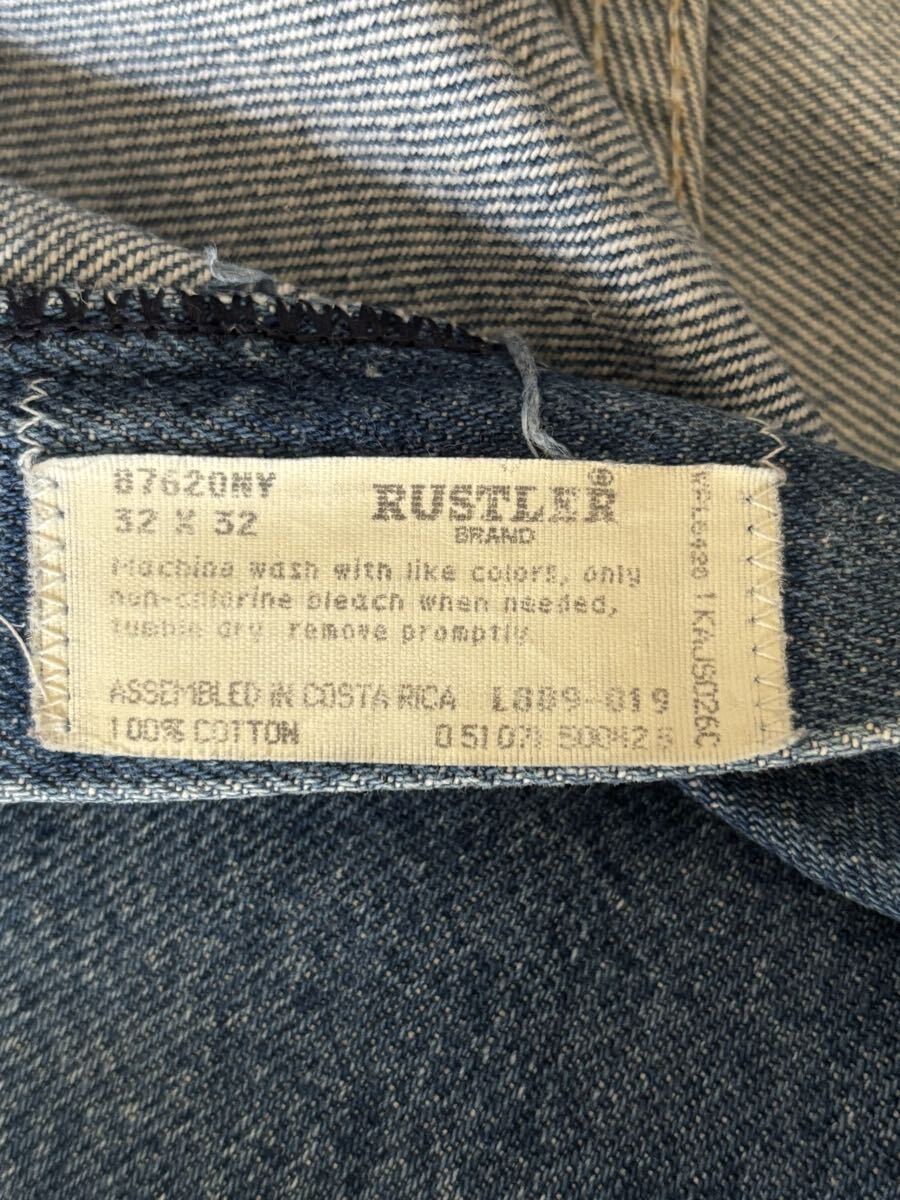 87620NY
32 X 32
RUSTLER®
BRAND
Machine wash with like colors, only
non-chlorine bleach when needed,
tumble dry remove promptly.
ASSEMBLED IN COSTA RICA L889-019
100% COTTON